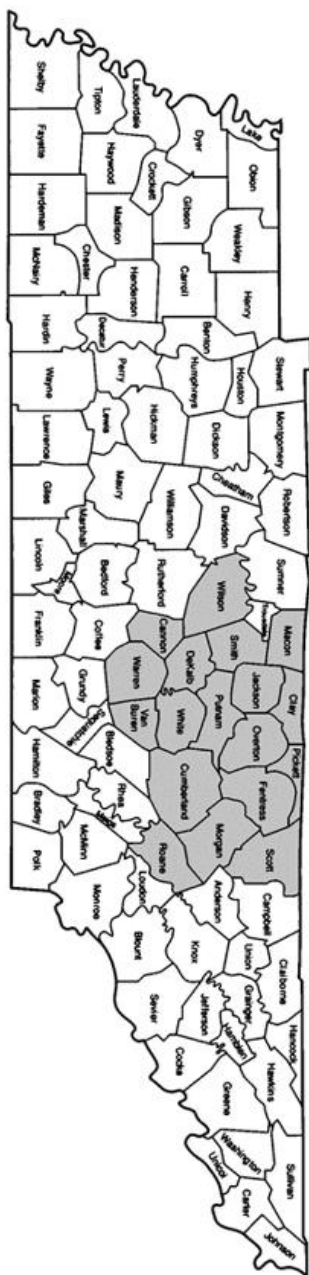 Lake
Obion
Dyer
Weakley
Henry
Stewart
Lauderdale
Crockett
Gibson
Carroll
Benton
Houston
Montgomery
Robertson
Sumner
Macon
Clay
Pickett
Scott
Campbell
Claiborne
Hancock
Hawkins
Sullivan
Johnson
Tipton
Haywood
Madison
Henderson
Decatur
Perry
Humphreys
Dickson
Cheatham
Davidson
Wilson
Smith
Jackson
Overton
Fentress
Morgan
Anderson
Union
Grainger
Hamblen
Greene
Washington
Carter
Unicoi
Shelby
Fayette
Hardeman
Chester
McNairy
Hardin
Wayne
Lewis
Hickman
Maury
Williamson
Rutherford
Cannon
DeKalb
Putnam
White
Cumberland
Roane
Loudon
Knox
Jefferson
Cocke
Sevier
Blount
Lawrence
Giles
Marshall
Bedford
Lincoln
Coffee
Warren
Van
Buren
Franklin
Grundy
Sequatchie
Bledsoe
Rhea
Marion
Hamilton
Bradley
McMinn
Polk
Monroe